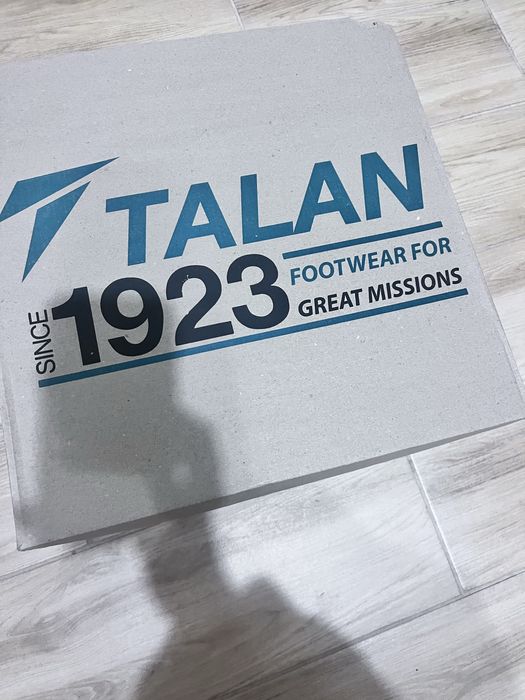 TALAN
SINCE 1923
FOOTWEAR FOR
GREAT MISSIONS